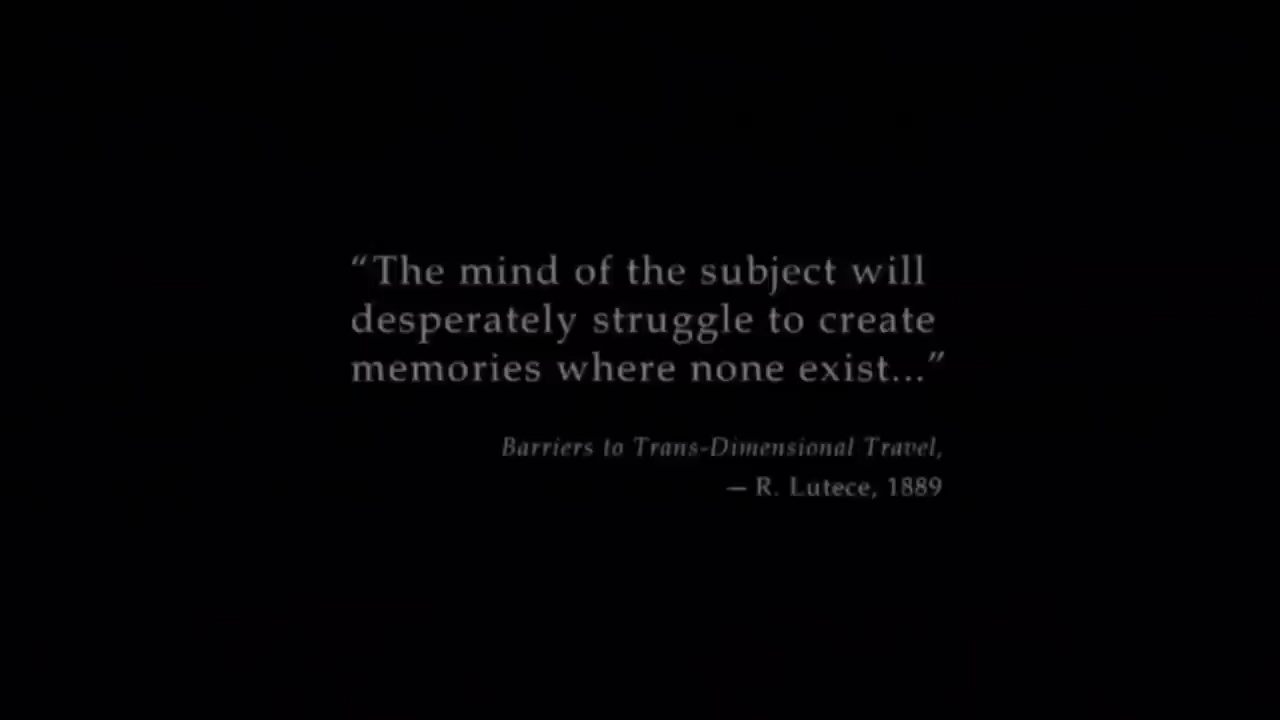 “The mind of the subject will
desperately struggle to create
memories where none exist...”
Barriers to Trans-Dimensional Travel,
— R. Lutece, 1889